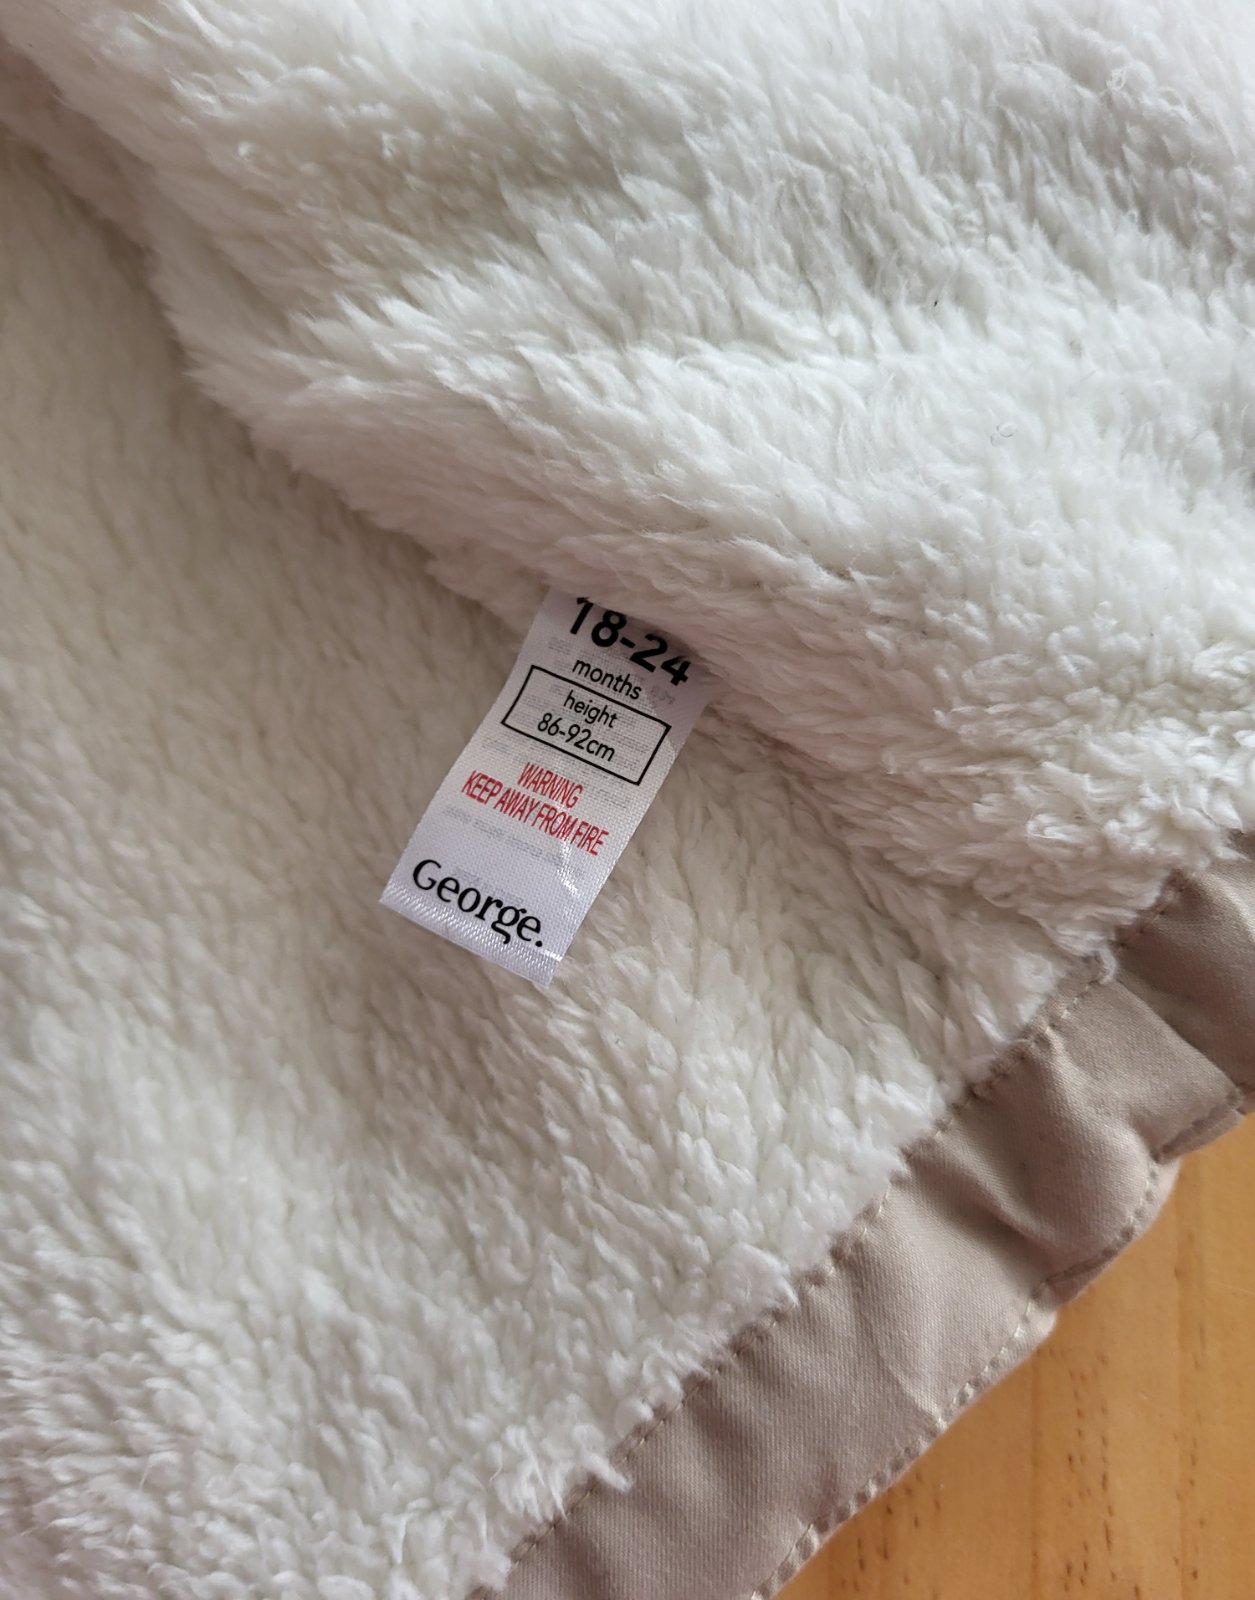 18-24
months
height
86-92cm
WARNING
KEEP AWAY FROM FIRE
George.